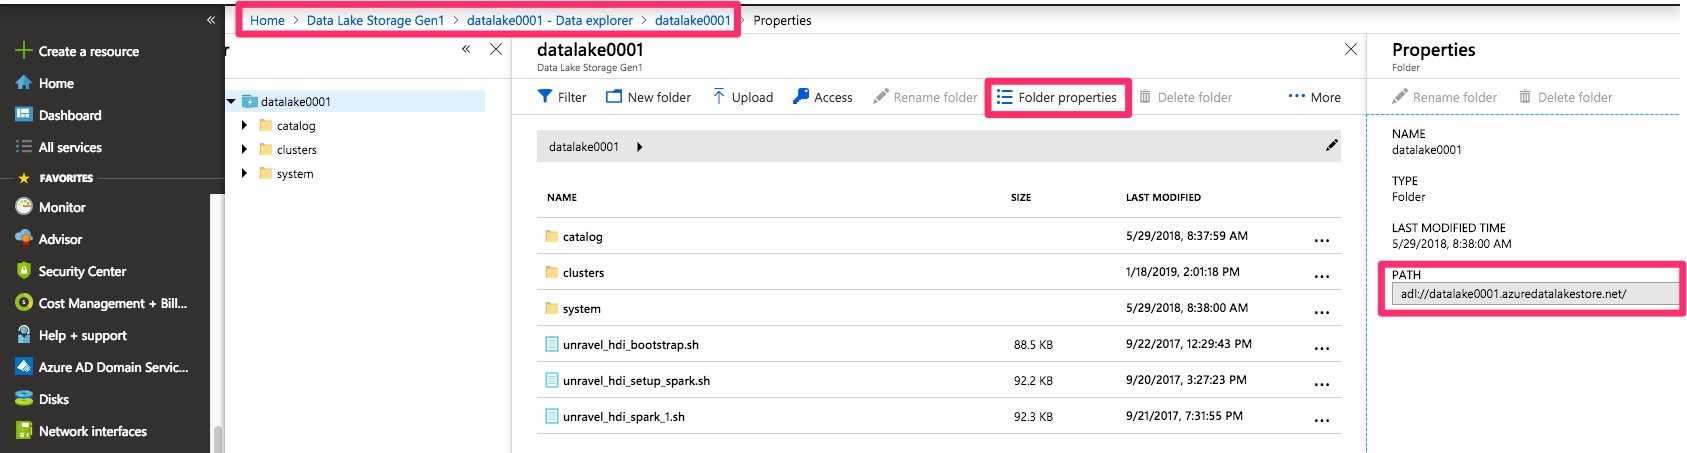 Home > Data Lake Storage Gen1 > datalake0001 - Data explorer > datalake0001 > Properties
Create a resource
Home
Dashboard
All services
FAVORITES
Monitor
Advisor
Security Center
Cost Management + Bill...
Help + support
Azure AD Domain Servic...
Disks
Network interfaces
r
datalake0001
catalog
clusters
system
datalake0001
Data Lake Storage Gen1
Filter New folder Upload Access Rename folder Folder properties Delete folder ... More
datalake0001
NAME SIZE LAST MODIFIED
catalog 5/29/2018, 8:37:59 AM ...
clusters 1/18/2019, 2:01:18 PM ...
system 5/29/2018, 8:38:00 AM ...
unravel_hdi_bootstrap.sh 88.5 KB 9/22/2017, 12:29:43 PM ...
unravel_hdi_setup_spark.sh 92.2 KB 9/20/2017, 3:27:23 PM ...
unravel_hdi_spark_1.sh 92.3 KB 9/21/2017, 7:31:55 PM ...
Properties
Folder
Rename folder Delete folder
NAME
datalake0001
TYPE
Folder
LAST MODIFIED TIME
5/29/2018, 8:38:00 AM
PATH
adl://datalake0001.azuredatalakestore.net/